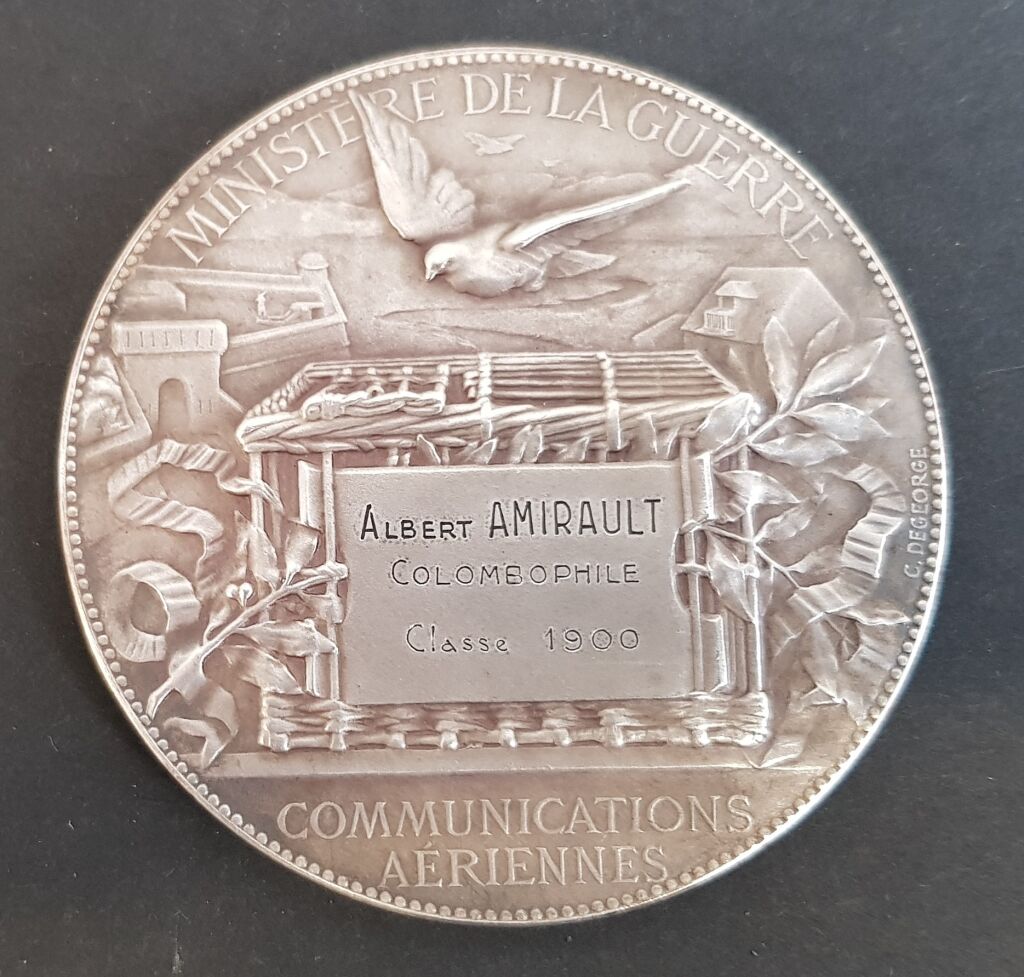 MINISTÈRE DE LA GUERRE
ALBERT AMIRAULT
COLOMBOPHILE
Classe 1900
C. DEGEORGE
COMMUNICATIONS
AÉRIENNES